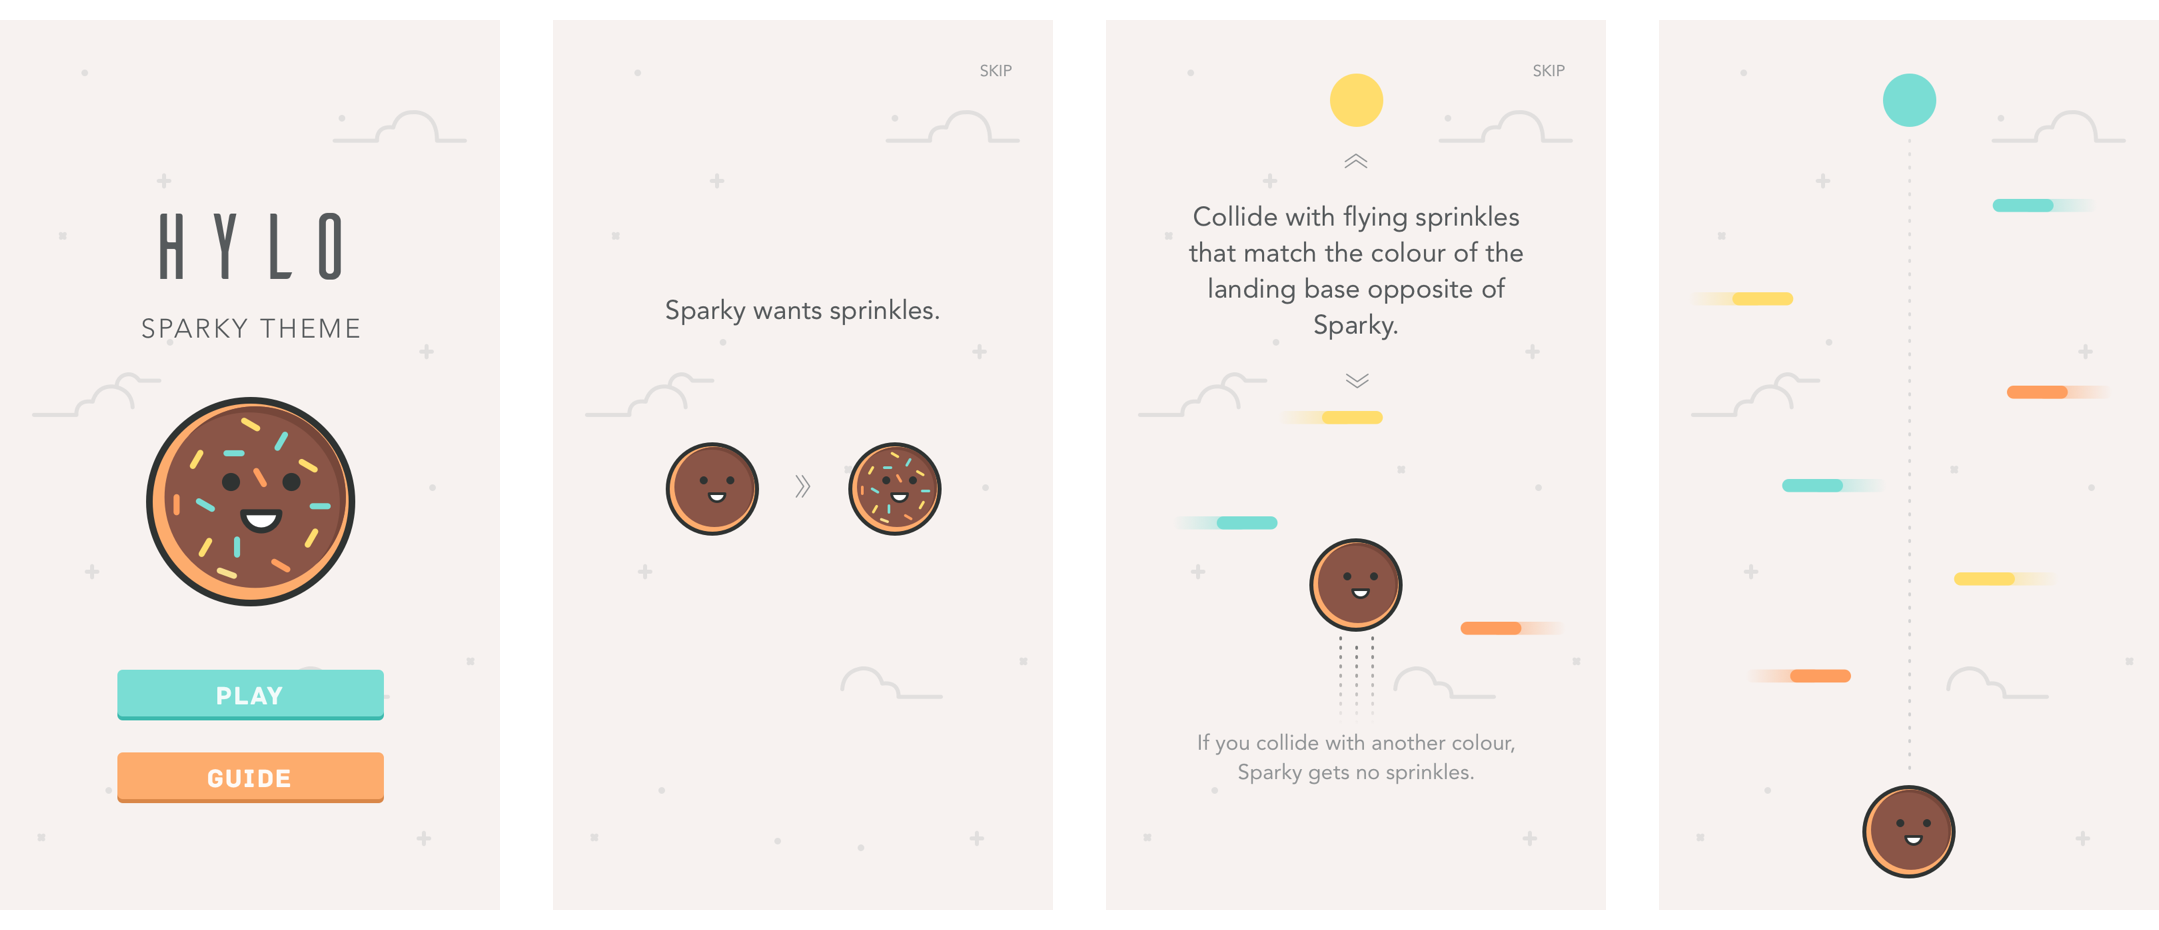 HYLO
SPARKY THEME
PLAY
GUIDE
SKIP
Sparky wants sprinkles.
SKIP
Collide with flying sprinkles
that match the colour of the
landing base opposite of
Sparky.
If you collide with another colour,
Sparky gets no sprinkles.